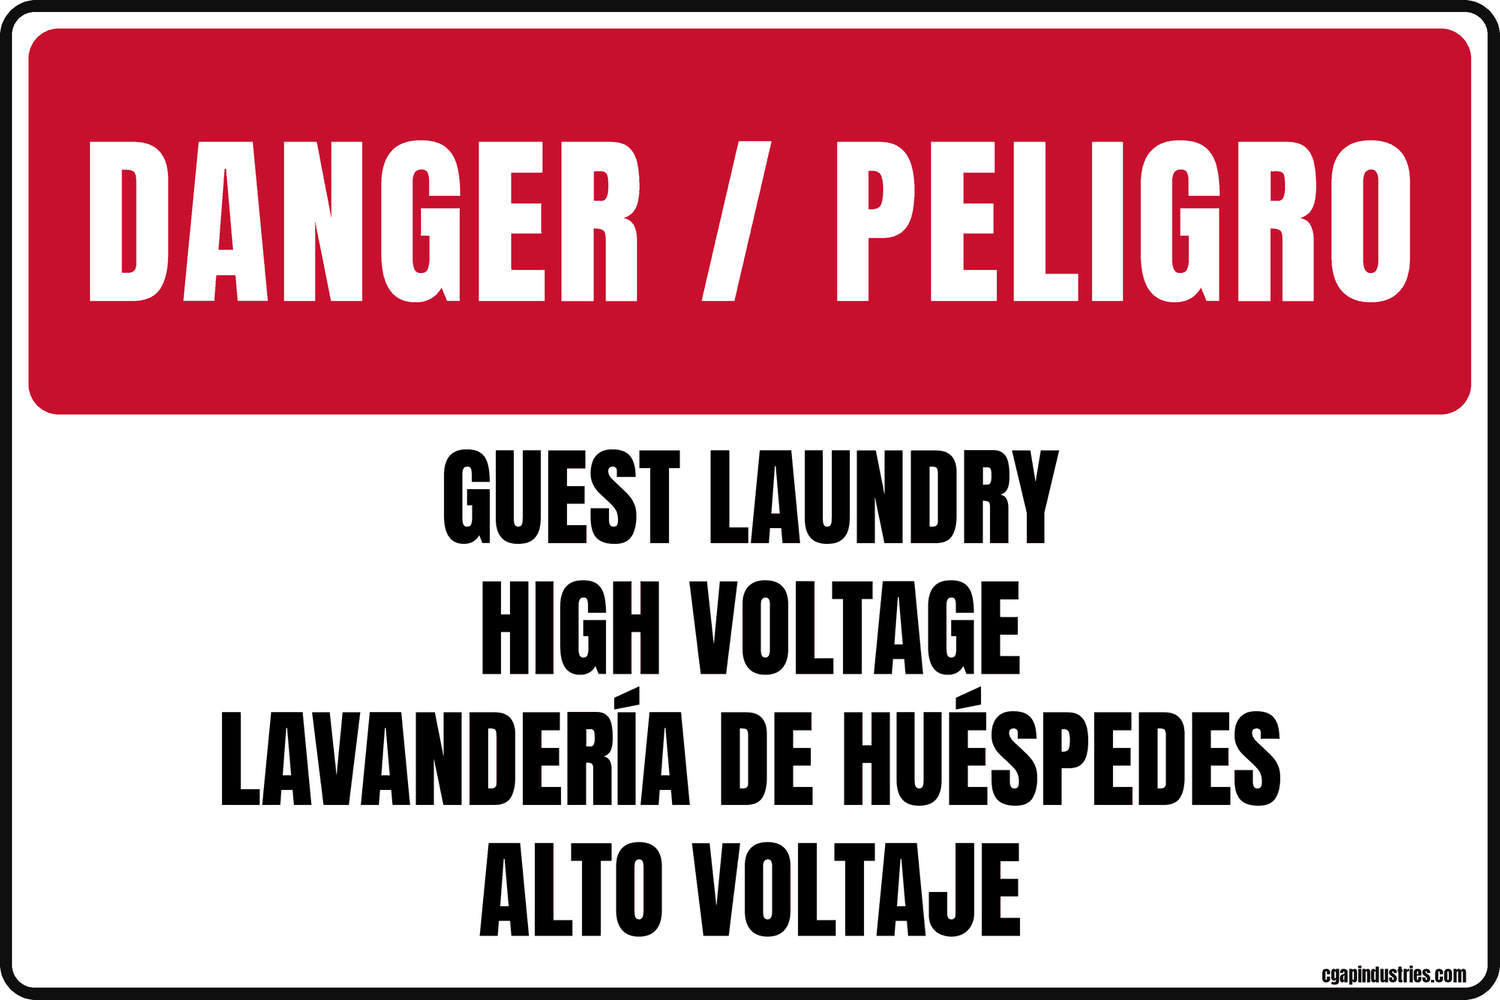 DANGER / PELIGRO
GUEST LAUNDRY
HIGH VOLTAGE
LAVANDERÍA DE HUÉSPEDES
ALTO VOLTAJE
cgapindustries.com